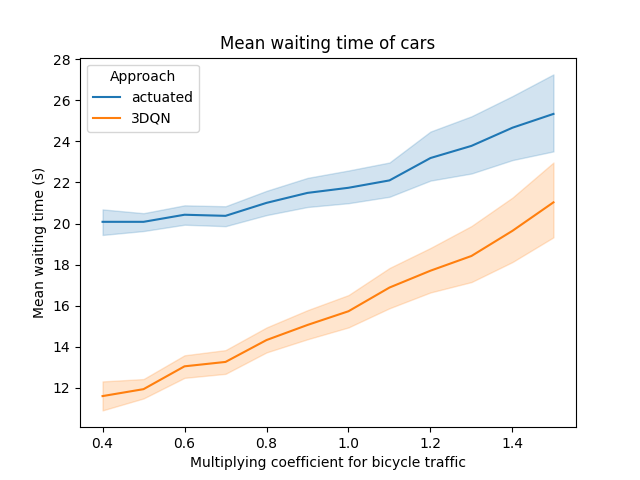 Mean waiting time of cars
Approach
actuated
3DQN
Mean waiting time (s)
28
26
24
22
20
18
16
14
12
0.4 0.6 0.8 1.0 1.2 1.4
Multiplying coefficient for bicycle traffic